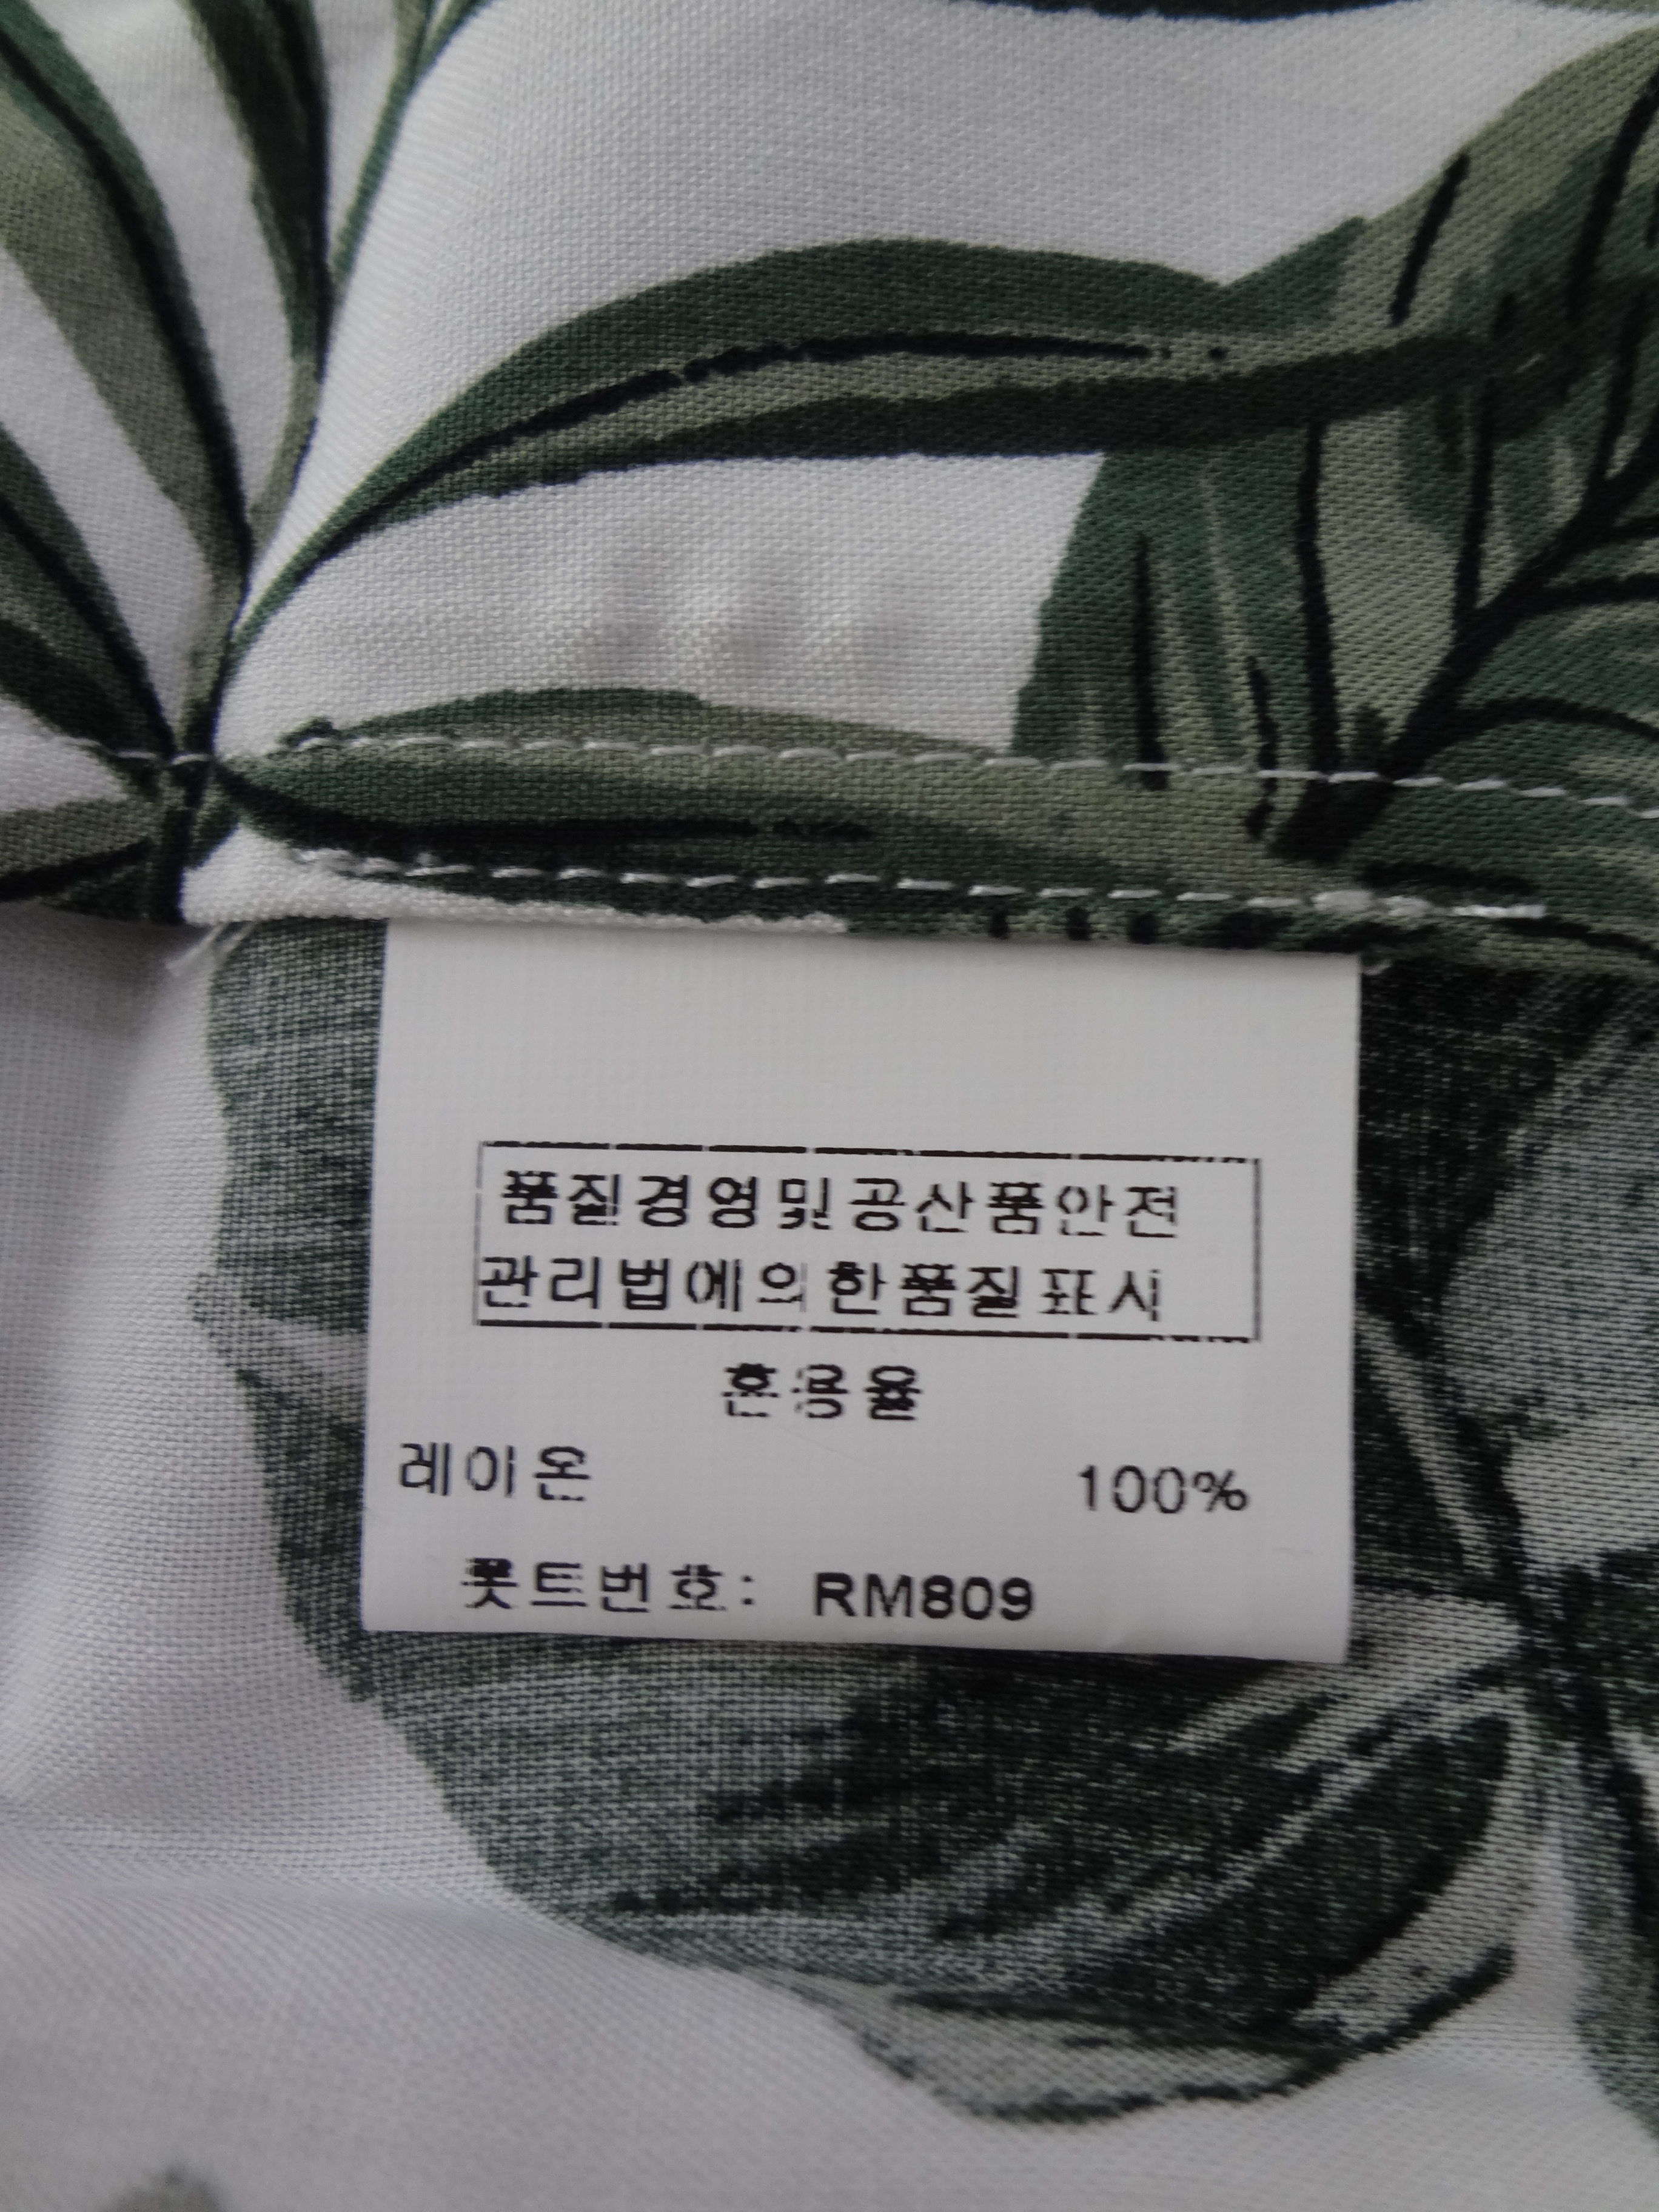 품질경영및공산품안전
관리법에의한품질표시
혼용율
레이온 100%
롯트번호: RM809